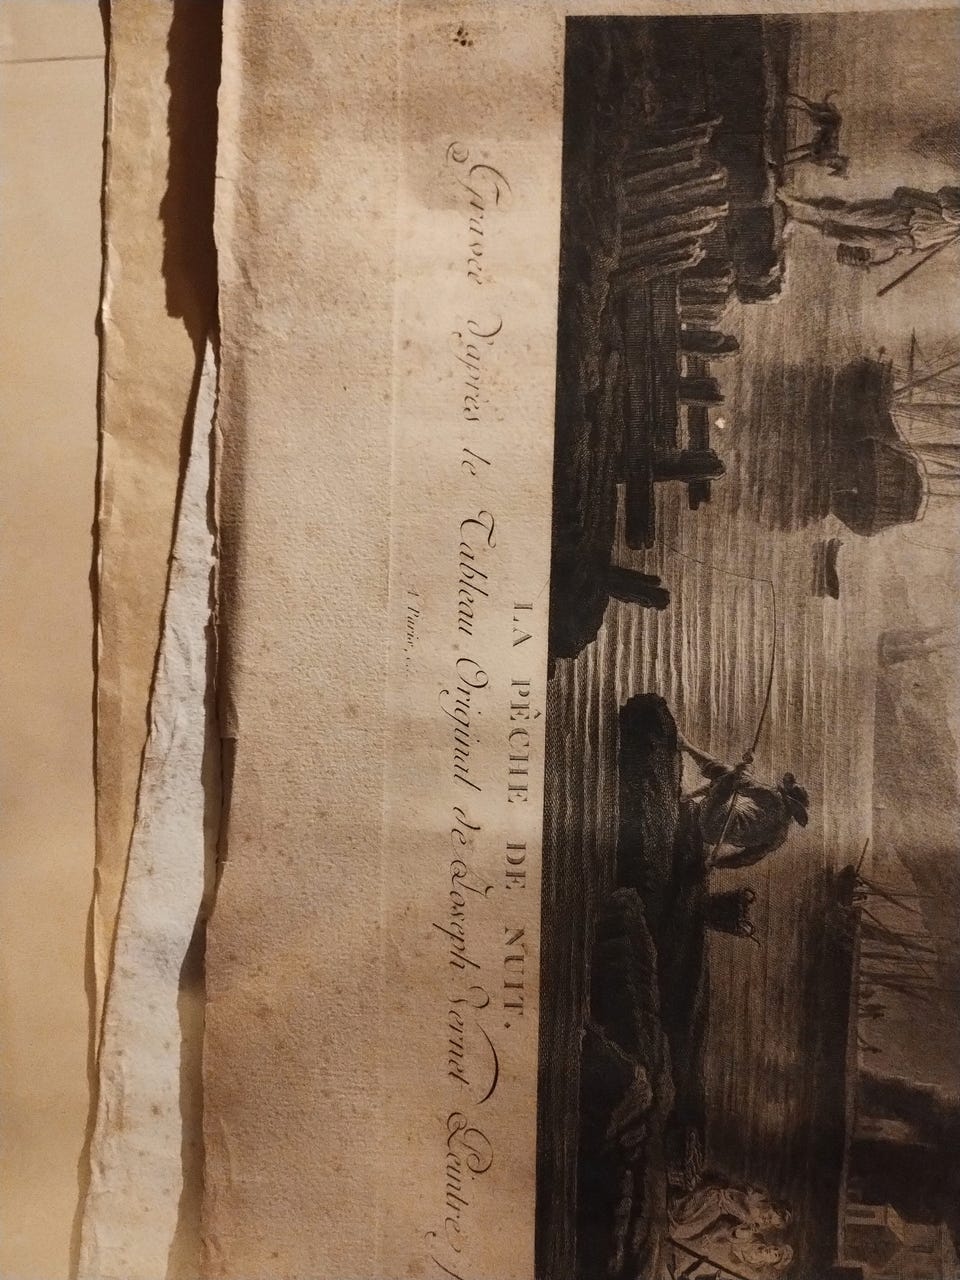 LA PÊCHE DE NUIT.
Gravée d'après le Tableau Original de Joseph Vernet Peintre
A Paris, c